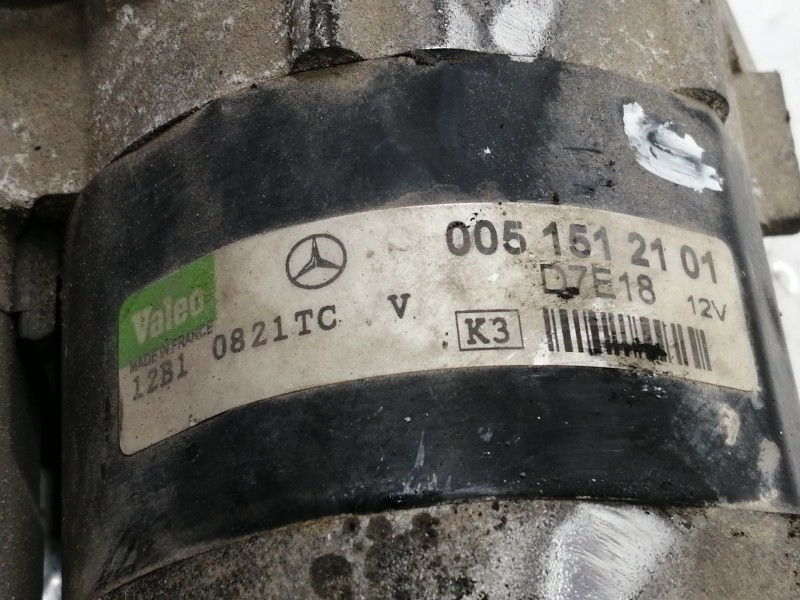 005 151 21 01
D7E18 12V
Valeo
MADE IN FRANCE
12B1 0821TC V
K3